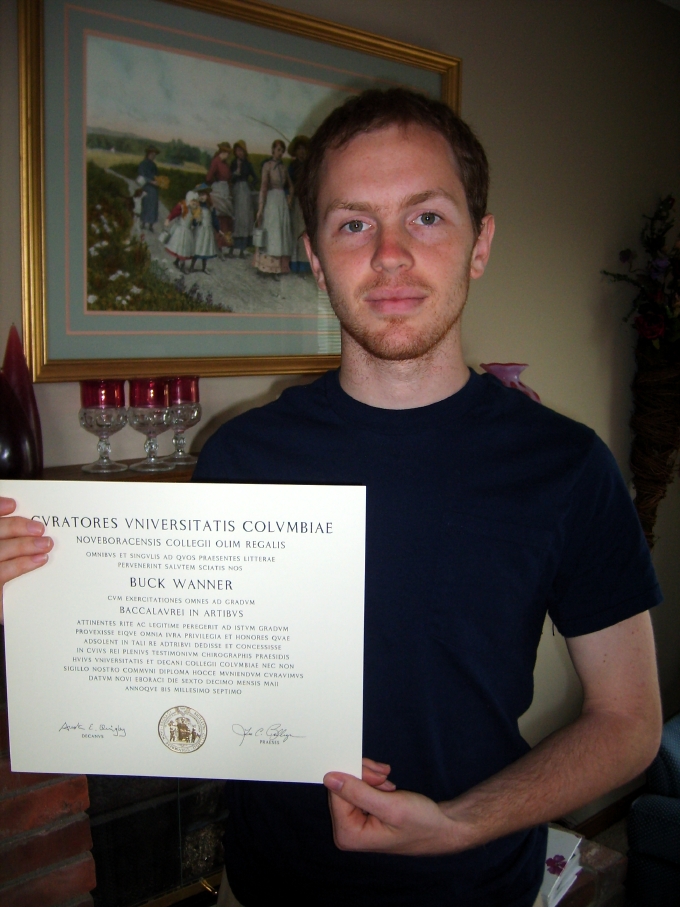 CVRATORES VNIVERSITATIS COLVMBIAE
NOVEBORACENSIS COLLEGII OLIM REGALIS
OMNIBVS ET SINGVLIS AD QVOS PRAESENTES LITTERAE
PERVENERINT SALVTEM SCIATIS NOS
BUCK WANNER
CVM EXERCITATIONES OMNES AD GRADVM
BACCALAVREI IN ARTIBVS
ATTINENTES RITE AC LEGITIME PEREGERIT AD ISTVM GRADVM
PROVEXISSE EIQVE OMNIA IVRA PRIVILEGIA ET HONORES QVAE
ADSOLENT IN TALI RE ADTRIBVI DEDISSE ET CONCESSISSE
IN CVIVS REI PLENIVS TESTIMONIVM CHIROGRAPHIS PRAESIDIS
HVIVS VNIVERSITATIS ET DECANI COLLEGII COLVMBIAE NEC NON
SIGILLO NOSTRO COMMVNI DIPLOMA HOCCE MVNIENDVM CVRAVIMVS
DATVM NOVI EBORACI DIE SEXTO DECIMO MENSIS MAII
ANNOQVE BIS MILLESIMO SEPTIMO
DECANVS
PRAESES